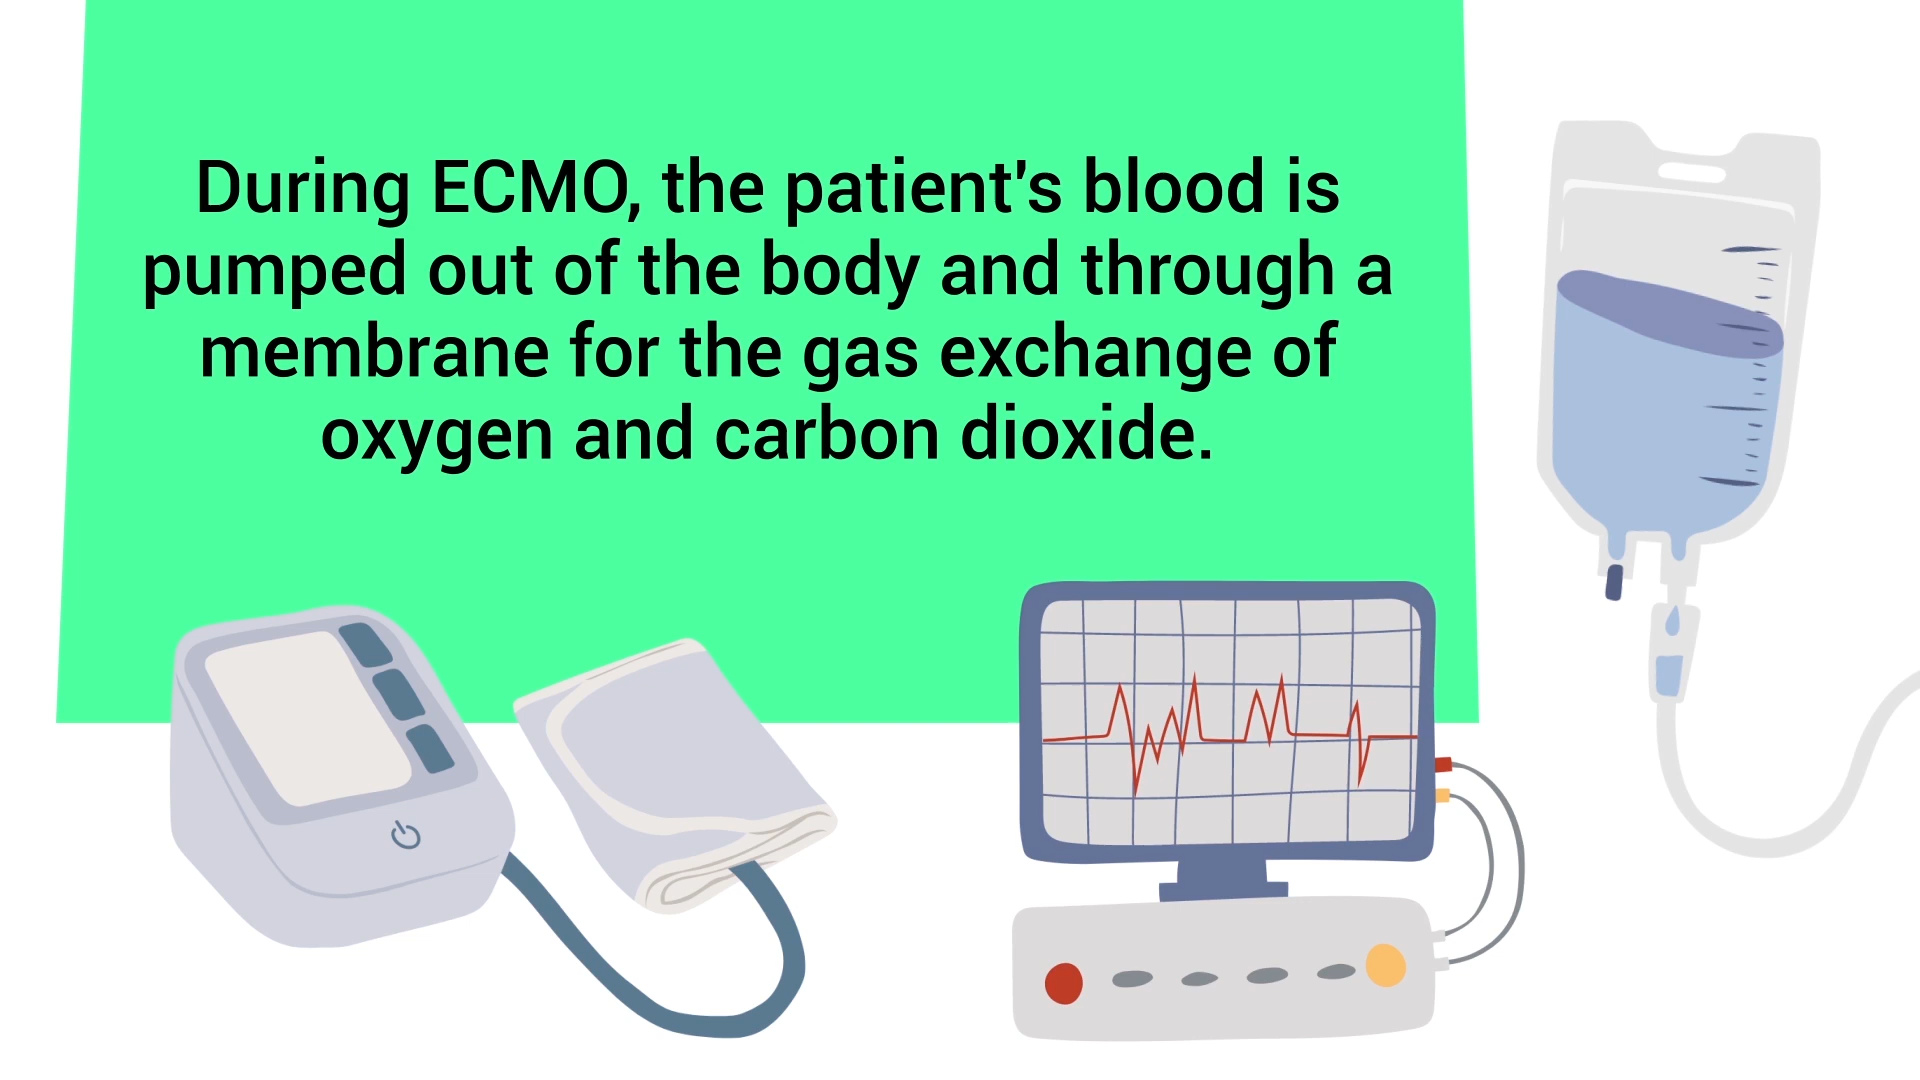 During ECMO, the patient's blood is
pumped out of the body and through a
membrane for the gas exchange of
oxygen and carbon dioxide.